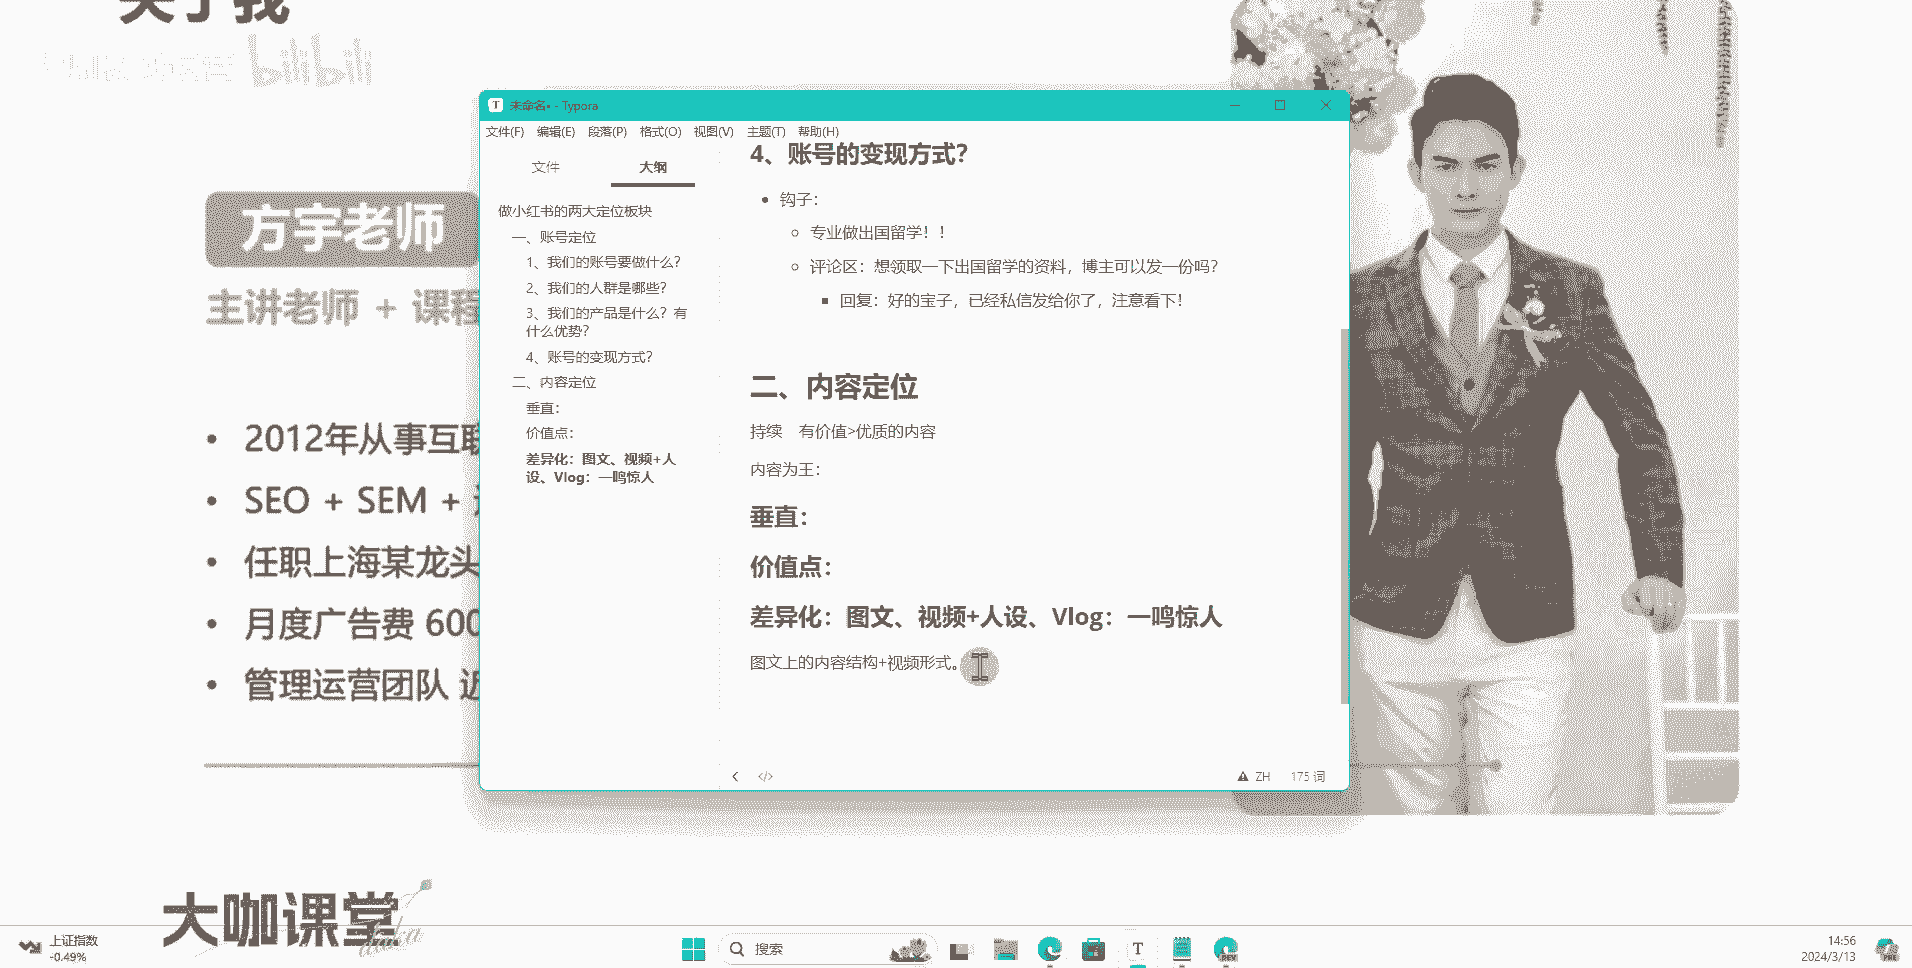 关于我
bilibili
未命名• - Typora
文件(F) 编辑(E) 段落(P) 格式(O) 视图(V) 主题(T) 帮助(H)
文件 大纲
做小红书的两大定位板块
一、账号定位
1、我们的账号要做什么?
2、我们的人群是哪些?
3、我们的产品是什么? 有
什么优势?
4、账号的变现方式?
二、内容定位
垂直:
价值点:
差异化: 图文、视频+人
设、Vlog: 一鸣惊人
4、账号的变现方式?
钩子:
专业做出国留学! !
评论区: 想领取一下出国留学的资料, 博主可以发一份吗?
回复: 好的宝子, 已经私信发给你了, 注意看下!
二、内容定位
持续 有价值>优质的内容
内容为王:
垂直:
价值点:
差异化: 图文、视频+人设、Vlog: 一鸣惊人
图文上的内容结构+视频形式。
ZH 175 词
方宇老师
主讲老师 + 课程
2012年从事互联
SEO + SEM +
任职上海某龙头
月度广告费 600
管理运营团队 近
大咖课堂
上证指数
-0.49%
搜索
14:56
2024/3/13